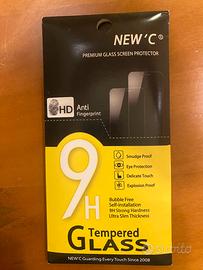 NEW'C®
PREMIUM GLASS SCREEN PROTECTOR
HD Anti
Fingerprint
Smudge Proof
Eye Protection
Delicate Touch
Explosion Proof
9H
Bubble Free
Self-installation
9H Strong Hardness
Ultra Slim Thickness
Tempered
GLASS
NEW'C Guarding Every Touch Since 2008
subito